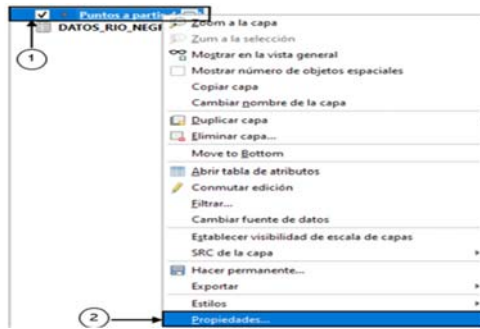 Puntos a partir
DATOS_RIO_NEG
1
Zoom a la capa
Zum a la selección
Mostrar en la vista general
Mostrar número de objetos espaciales
Copiar capa
Cambiar nombre de la capa
Duplicar capa
Eliminar capa...
Move to Bottom
Abrir tabla de atributos
Conmutar edición
Filtrar...
Cambiar fuente de datos
Establecer visibilidad de escala de capas
SRC de la capa
Hacer permanente...
Exportar
Estilos
2
Propiedades...